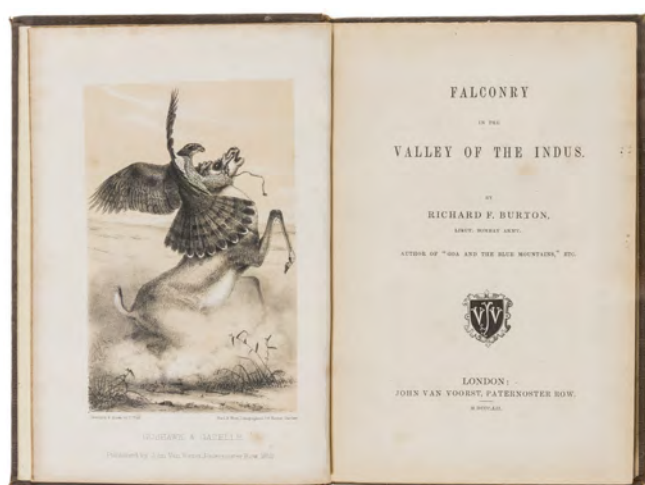 GOSHAWK & GAZELLE.
Published by John Van Voorst, Paternoster Row, 1852.
FALCONRY
IN THE
VALLEY OF THE INDUS.
BY
RICHARD F. BURTON,
LIEUT. BOMBAY ARMY.
AUTHOR OF "GOA AND THE BLUE MOUNTAINS," ETC.
VV
LONDON:
JOHN VAN VOORST, PATERNOSTER ROW.
M.DCCC.LII.